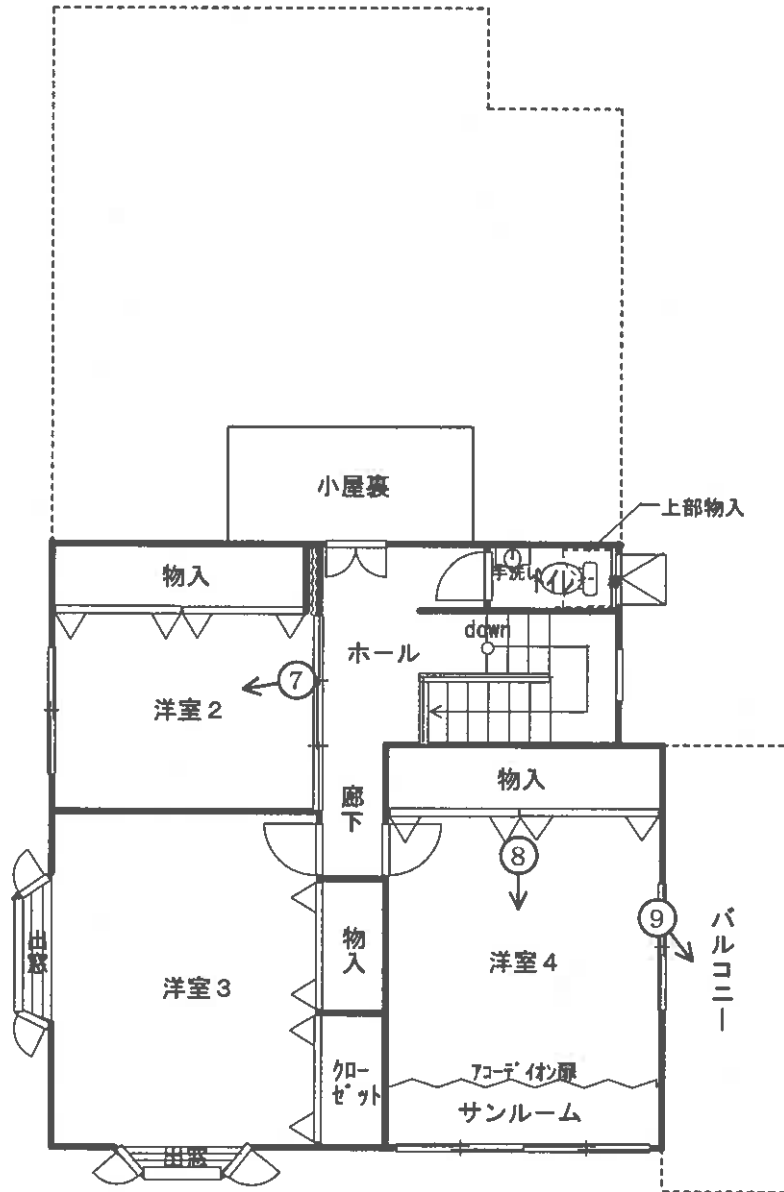 小屋裏
上部物入
物入
手洗い
トイレ
down
ホール
⑦
洋室2
物入
廊下
⑧
⑨
バルコニー
出窓
物入
洋室4
洋室3
クローゼット
アコーデイオン扉
サンルーム
出窓